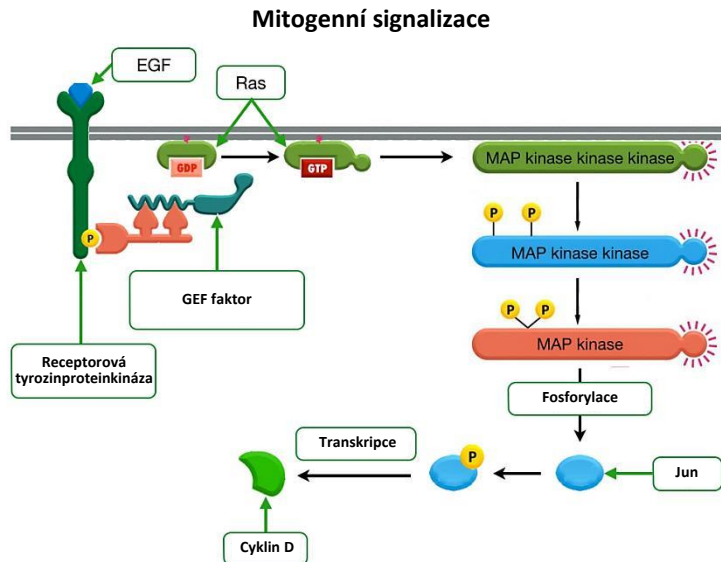 Mitogenní signalizace
EGF
Ras
GDP
GTP
MAP kinase kinase kinase
P
P
P
MAP kinase kinase
GEF faktor
P
P
MAP kinase
Receptorová
tyrozinproteinkináza
Fosforylace
Transkripce
P
Jun
Cyklin D